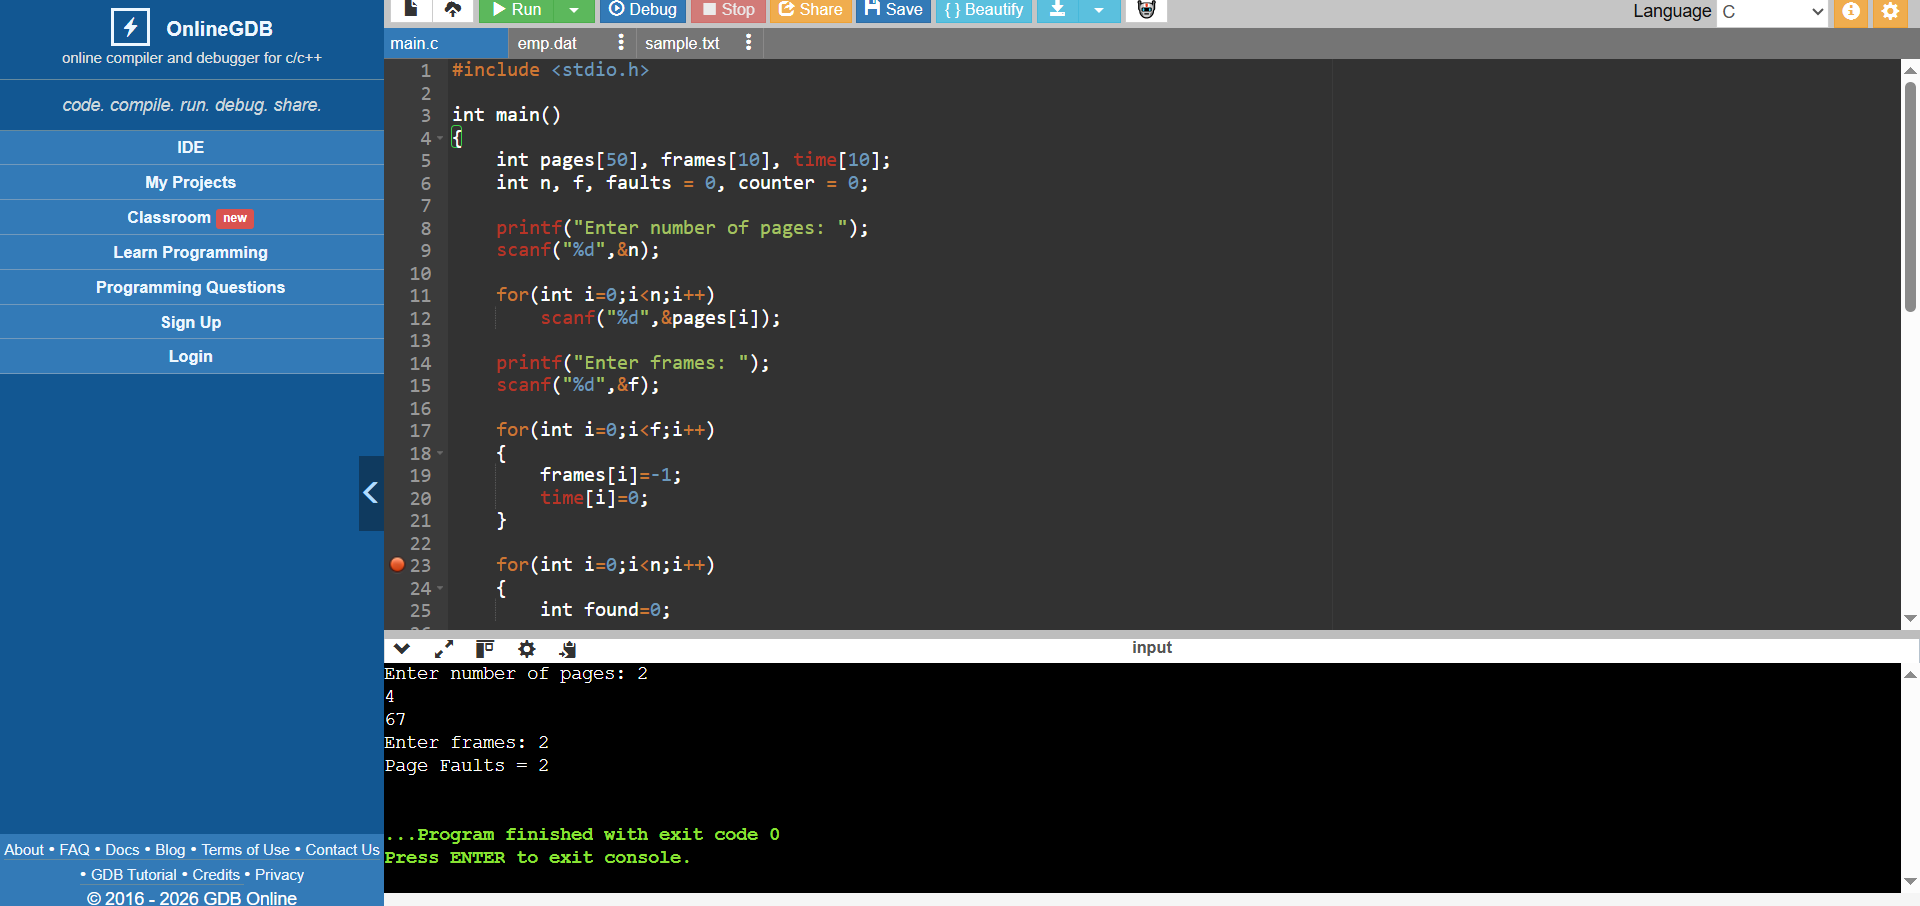 OnlineGDB
online compiler and debugger for c/c++
code. compile. run. debug. share.
IDE
My Projects
Classroom new
Learn Programming
Programming Questions
Sign Up
Login
About • FAQ • Docs • Blog • Terms of Use • Contact Us
• GDB Tutorial • Credits • Privacy
© 2016 - 2026 GDB Online
Run Debug Stop Share Save { } Beautify Language C
main.c emp.dat sample.txt
1 #include <stdio.h>
2
3 int main()
4 {
5 int pages[50], frames[10], time[10];
6 int n, f, faults = 0, counter = 0;
7
8 printf("Enter number of pages: ");
9 scanf("%d",&n);
10
11 for(int i=0;i<n;i++)
12 scanf("%d",&pages[i]);
13
14 printf("Enter frames: ");
15 scanf("%d",&f);
16
17 for(int i=0;i<f;i++)
18 {
19 frames[i]=-1;
20 time[i]=0;
21 }
22
23 for(int i=0;i<n;i++)
24 {
25 int found=0;
input
Enter number of pages: 2
4
67
Enter frames: 2
Page Faults = 2
...Program finished with exit code 0
Press ENTER to exit console.